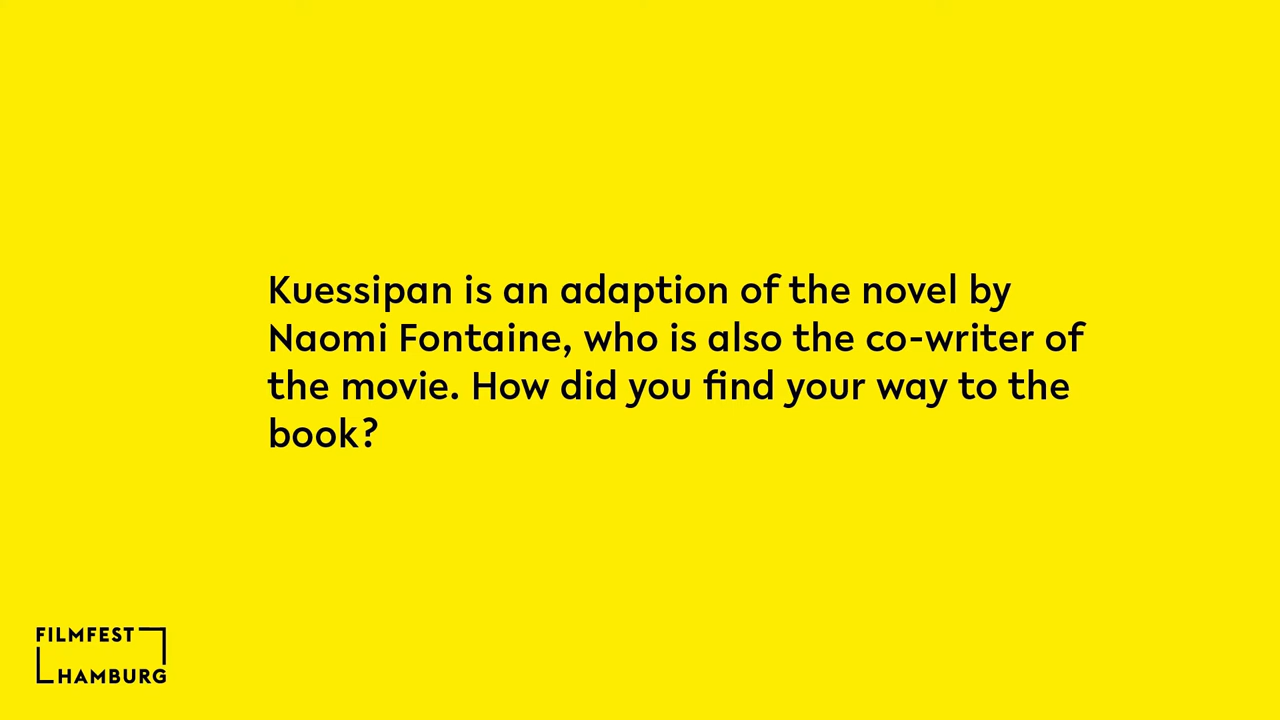 Kuessipan is an adaption of the novel by
Naomi Fontaine, who is also the co-writer of
the movie. How did you find your way to the
book?
FILMFEST
HAMBURG